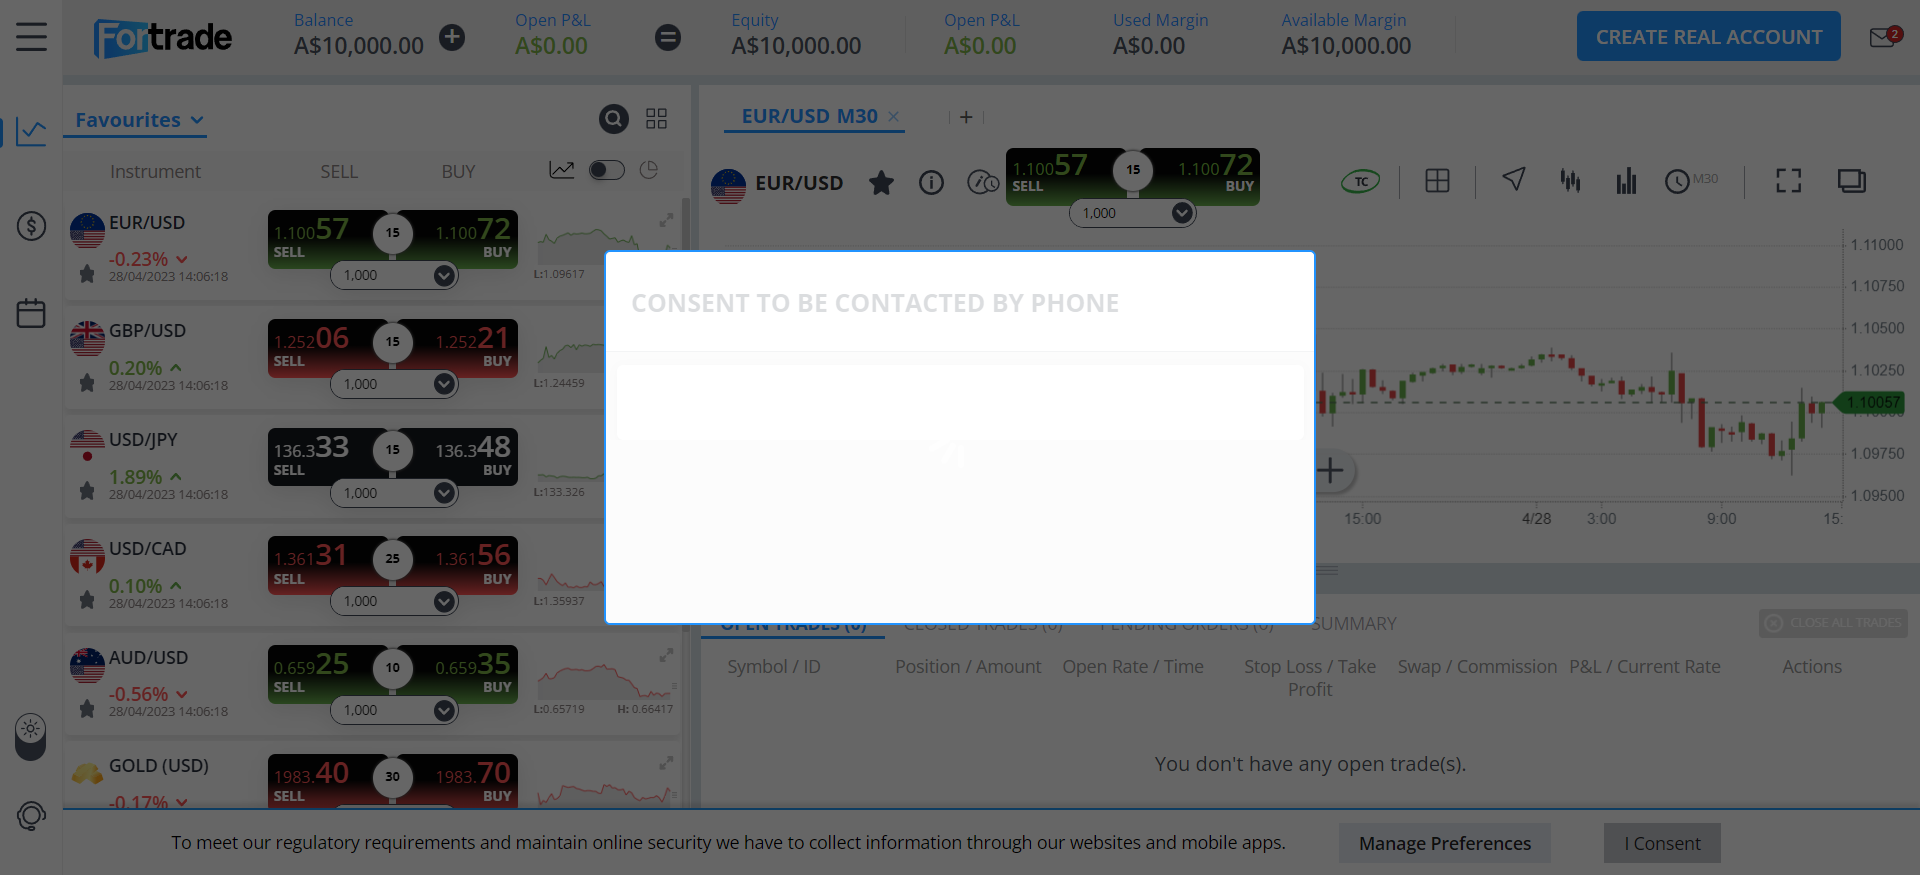 Fortrade
Balance
A$10,000.00
Open P&L
A$0.00
Equity
A$10,000.00
Open P&L
A$0.00
Used Margin
A$0.00
Available Margin
A$10,000.00
CREATE REAL ACCOUNT
2
Favourites
Instrument SELL BUY
EUR/USD
-0.23%
28/04/2023 14:06:18
1.10057 SELL
15
1.10072 BUY
1,000
L:1.09617
GBP/USD
0.20%
28/04/2023 14:06:18
1.25206 SELL
15
1.25221 BUY
1,000
L:1.24459
USD/JPY
1.89%
28/04/2023 14:06:18
136.333 SELL
15
136.348 BUY
1,000
L:133.326
USD/CAD
0.10%
28/04/2023 14:06:18
1.36131 SELL
25
1.36156 BUY
1,000
L:1.35937
AUD/USD
-0.56%
28/04/2023 14:06:18
0.65925 SELL
10
0.65935 BUY
1,000
L:0.65719 H: 0.66417
GOLD (USD)
-0.17%
1983.40 SELL
30
1983.70 BUY
EUR/USD M30
EUR/USD
1.10057 SELL
15
1.10072 BUY
1,000
TC
M30
1.11000
1.10750
1.10500
1.10250
1.10057
1.09750
1.09500
15:00 4/28 3:00 9:00 15:
CONSENT TO BE CONTACTED BY PHONE
OPEN TRADES (0) CLOSED TRADES (0) PENDING ORDERS (0) SUMMARY
CLOSE ALL TRADES
Symbol / ID
Position / Amount
Open Rate / Time
Stop Loss / Take
Profit
Swap / Commission
P&L / Current Rate
Actions
You don't have any open trade(s).
To meet our regulatory requirements and maintain online security we have to collect information through our websites and mobile apps.
Manage Preferences
I Consent